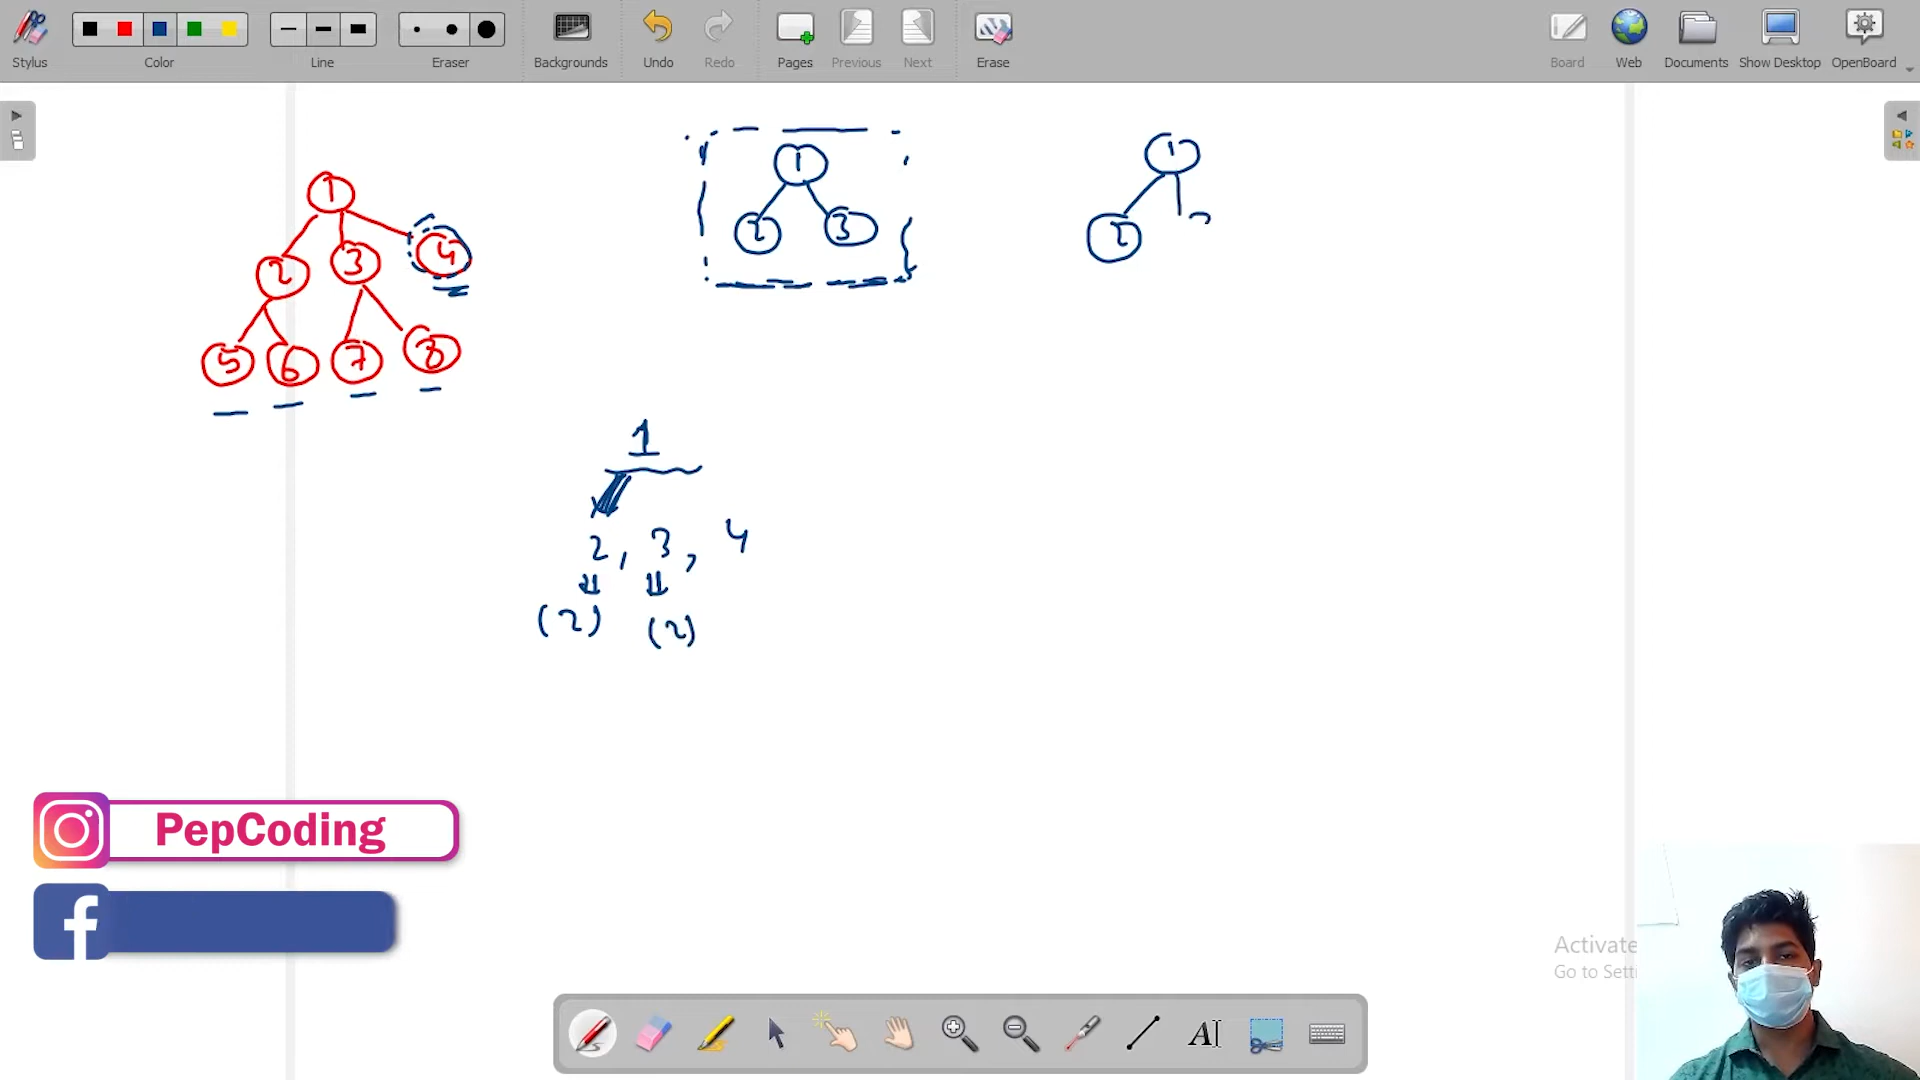 Stylus
Color
Line
Eraser
Backgrounds
Undo
Redo
Pages
Previous
Next
Erase
Board
Web
Documents
Show Desktop
OpenBoard
1
2 3 4
5 6 7 8
1
2 3
1
2
1
2, 3, 4
(2) (2)
PepCoding
f
Activate
Go to Setti
AI